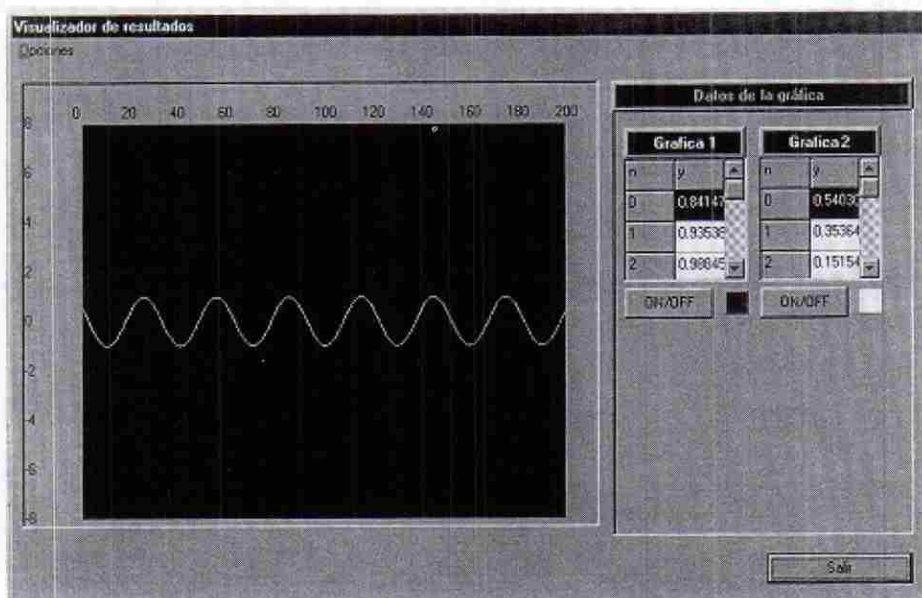 Visualizador de resultados
Opciones
0 20 40 60 80 100 120 140 160 180 200
8
6
4
2
0
-2
-4
-6
-8
Datos de la gráfica
Grafica 1
n y
0 0.84147
1 0.93538
2 0.98845
ON/OFF
Grafica2
n y
0 0.54030
1 0.35364
2 0.15154
ON/OFF
Salir